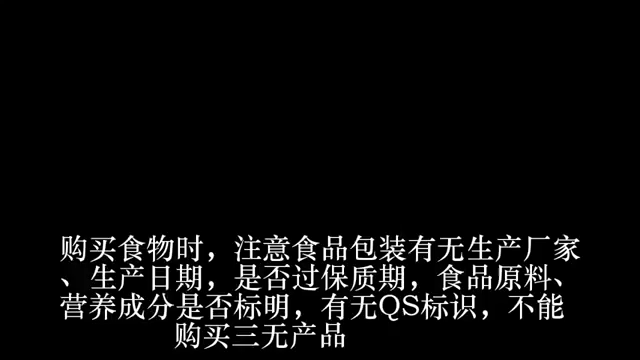 购买食物时，注意食品包装有无生产厂家
、生产日期，是否过保质期，食品原料、
营养成分是否标明，有无QS标识，不能
购买三无产品